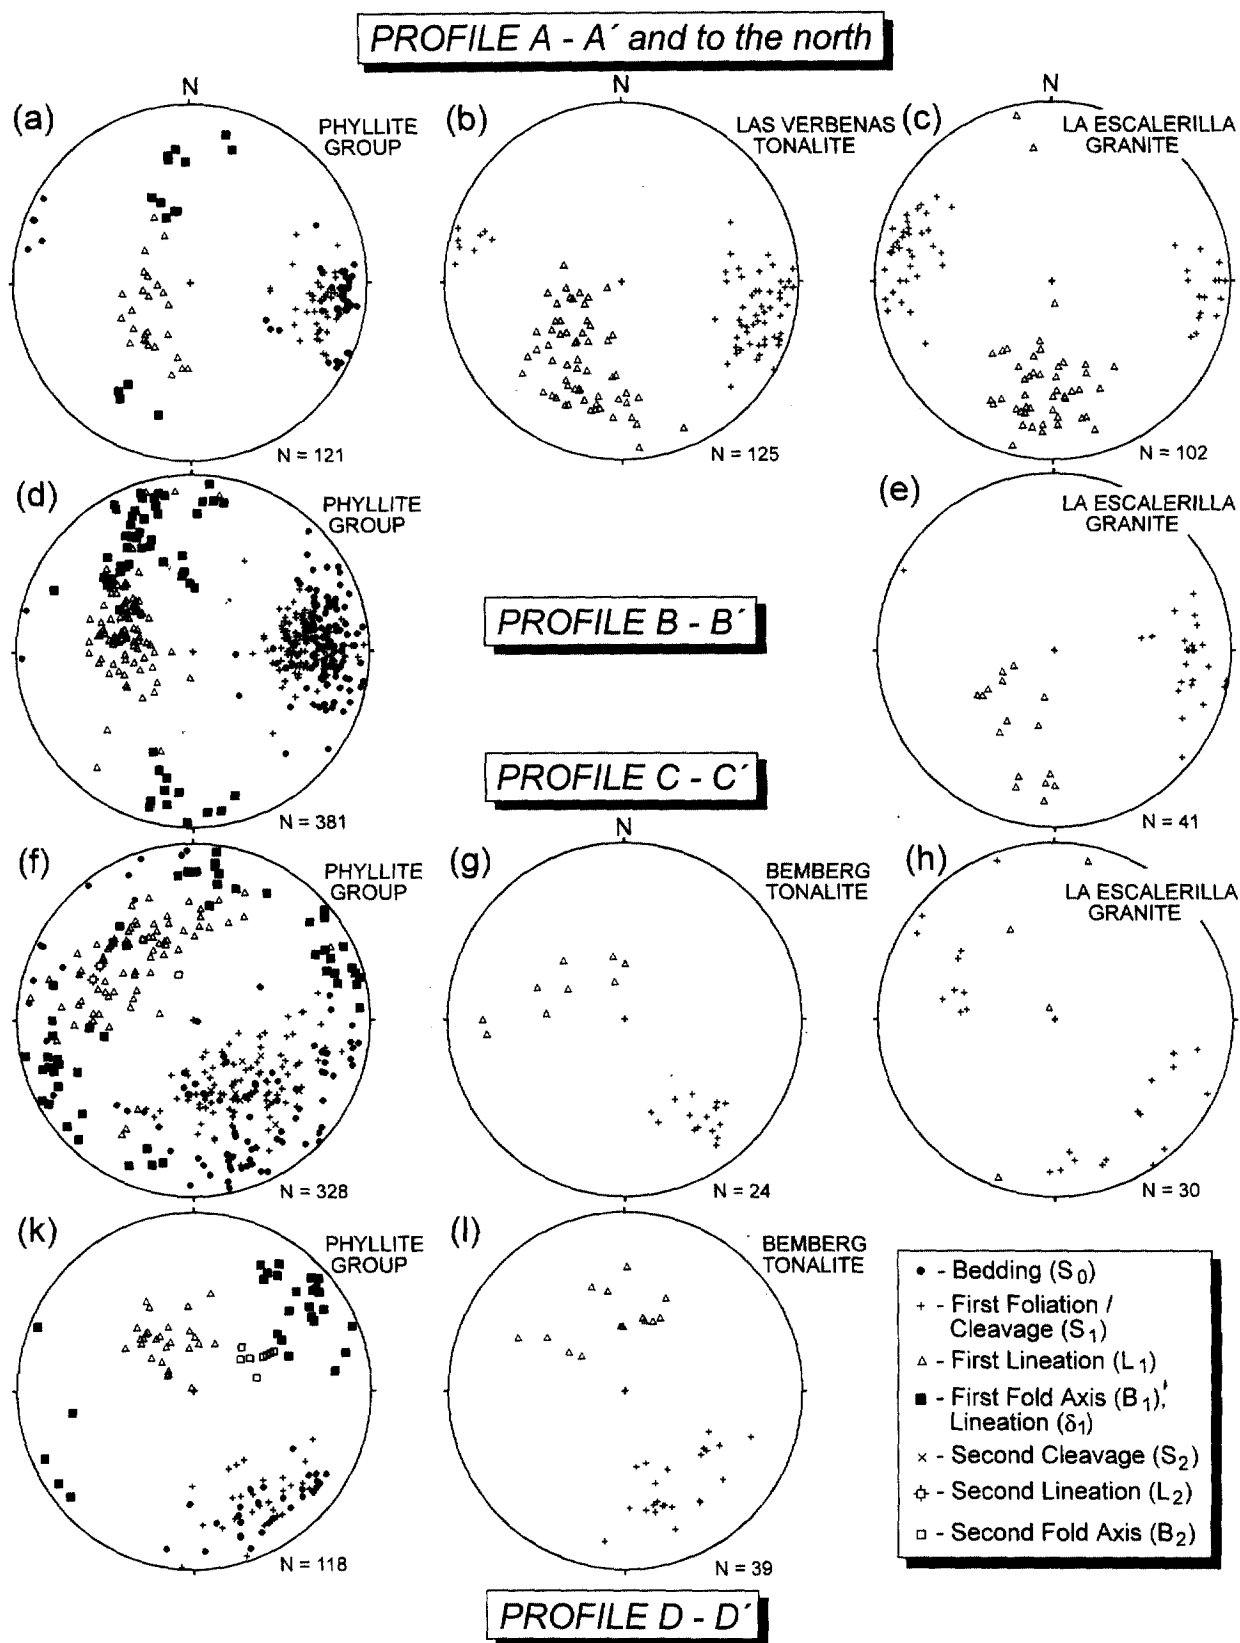 PROFILE A - A´ and to the north
N
N
N
(a)
PHYLLITE
GROUP
N = 121
(b)
LAS VERBENAS
TONALITE
N = 125
(c)
LA ESCALERILLA
GRANITE
N = 102
(d)
PHYLLITE
GROUP
N = 381
PROFILE B - B´
(e)
LA ESCALERILLA
GRANITE
N = 41
PROFILE C - C´
(f)
PHYLLITE
GROUP
N = 328
N
(g)
BEMBERG
TONALITE
N = 24
(h)
LA ESCALERILLA
GRANITE
N = 30
(k)
PHYLLITE
GROUP
N = 118
(l)
BEMBERG
TONALITE
N = 39
- Bedding (S₀)
- First Foliation /
Cleavage (S₁)
- First Lineation (L₁)
- First Fold Axis (B₁),
Lineation (δ₁)
- Second Cleavage (S₂)
- Second Lineation (L₂)
- Second Fold Axis (B₂)
PROFILE D - D´